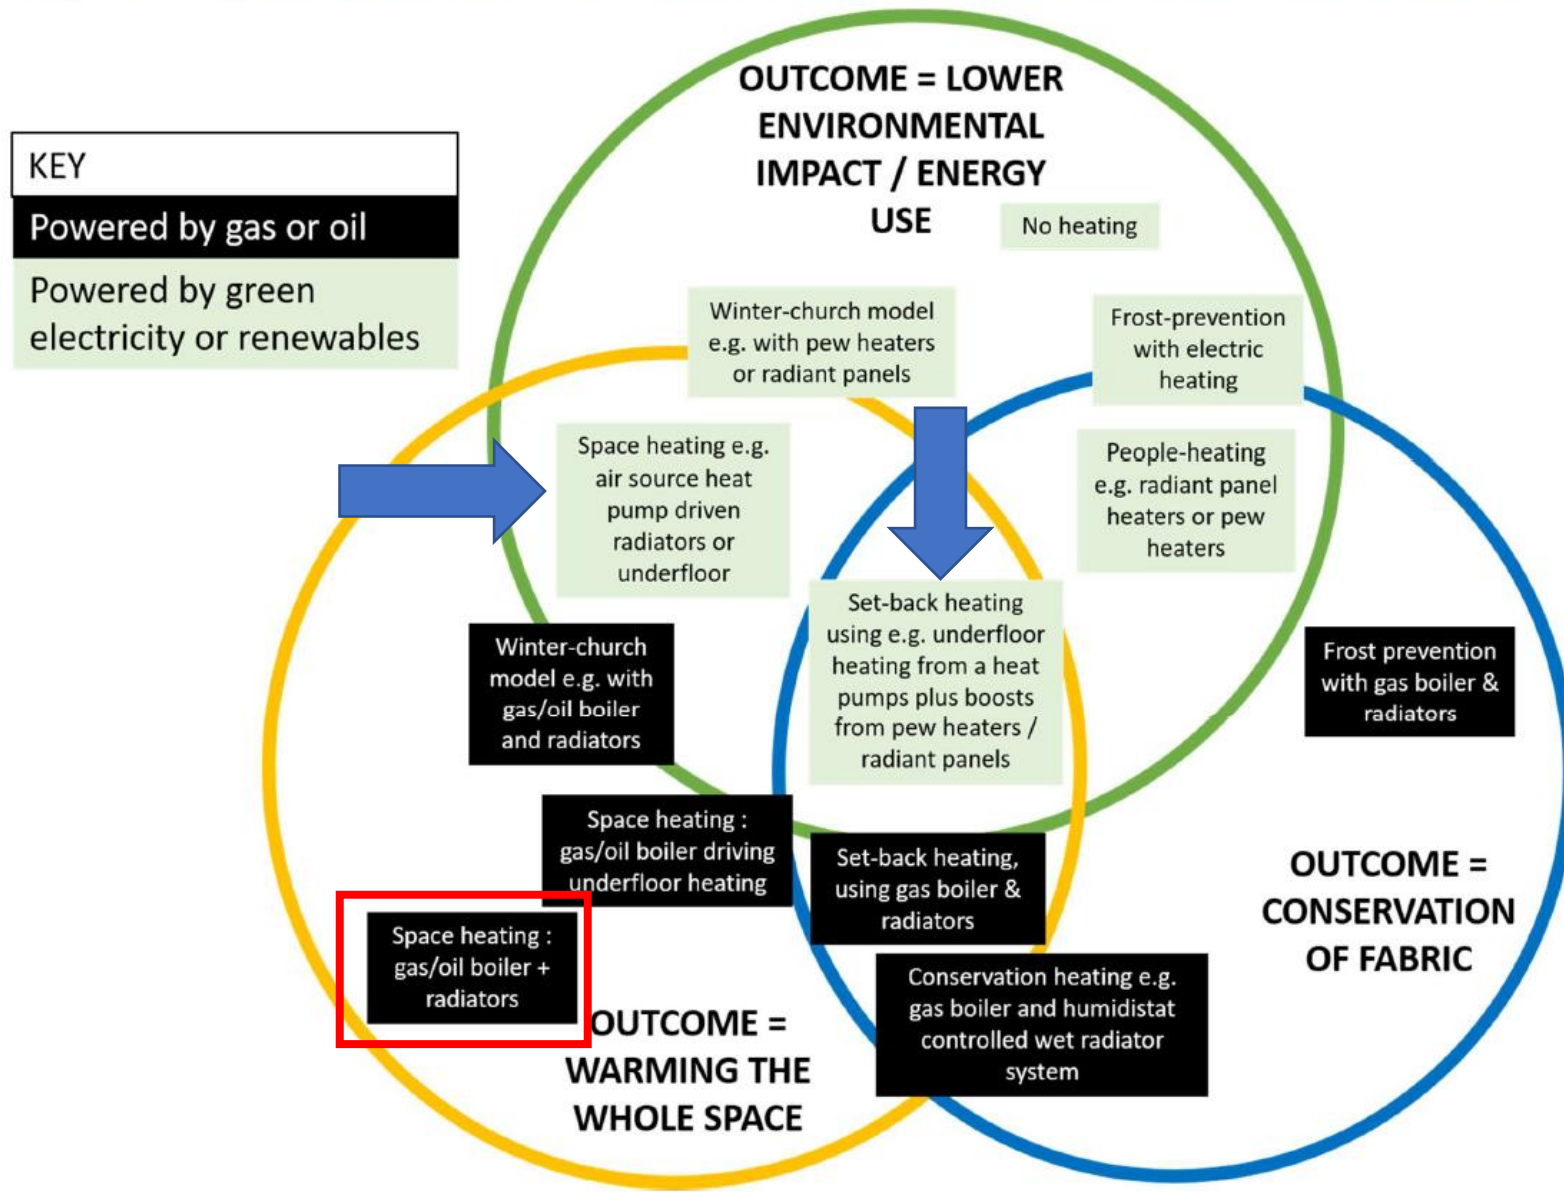 OUTCOME = LOWER
ENVIRONMENTAL
IMPACT / ENERGY
USE
KEY
Powered by gas or oil
Powered by green
electricity or renewables
No heating
Winter-church model
e.g. with pew heaters
or radiant panels
Frost-prevention
with electric
heating
Space heating e.g.
air source heat
pump driven
radiators or
underfloor
People-heating
e.g. radiant panel
heaters or pew
heaters
Set-back heating
using e.g. underfloor
heating from a heat
pumps plus boosts
from pew heaters /
radiant panels
Winter-church
model e.g. with
gas/oil boiler
and radiators
Frost prevention
with gas boiler &
radiators
Space heating :
gas/oil boiler driving
underfloor heating
Set-back heating,
using gas boiler &
radiators
OUTCOME =
CONSERVATION
OF FABRIC
Space heating :
gas/oil boiler +
radiators
Conservation heating e.g.
gas boiler and humidistat
controlled wet radiator
system
OUTCOME =
WARMING THE
WHOLE SPACE